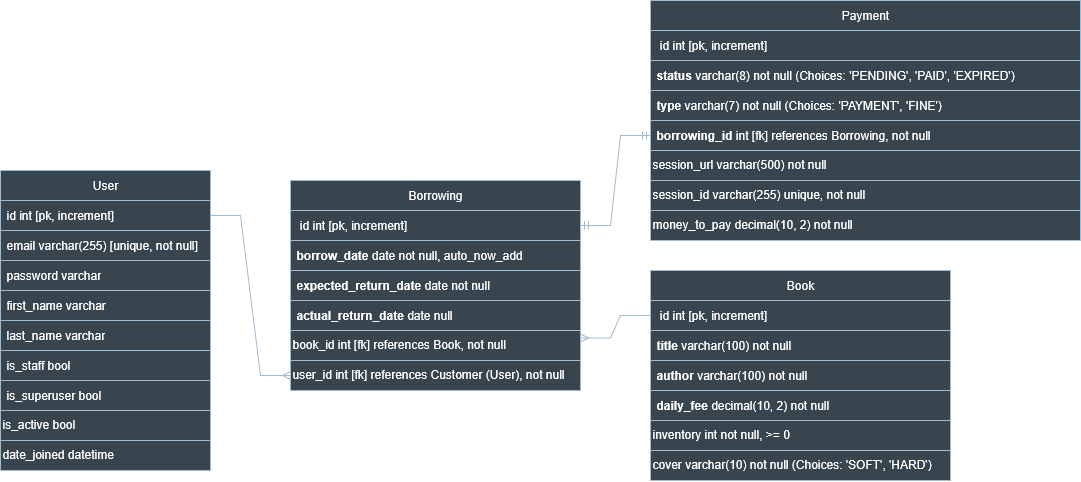 Payment
id int [pk, increment]
status varchar(8) not null (Choices: 'PENDING', 'PAID', 'EXPIRED')
type varchar(7) not null (Choices: 'PAYMENT', 'FINE')
borrowing_id int [fk] references Borrowing, not null
session_url varchar(500) not null
session_id varchar(255) unique, not null
money_to_pay decimal(10, 2) not null
User
id int [pk, increment]
email varchar(255) [unique, not null]
password varchar
first_name varchar
last_name varchar
is_staff bool
is_superuser bool
is_active bool
date_joined datetime
Borrowing
id int [pk, increment]
borrow_date date not null, auto_now_add
expected_return_date date not null
actual_return_date date null
book_id int [fk] references Book, not null
user_id int [fk] references Customer (User), not null
Book
id int [pk, increment]
title varchar(100) not null
author varchar(100) not null
daily_fee decimal(10, 2) not null
inventory int not null, >= 0
cover varchar(10) not null (Choices: 'SOFT', 'HARD')